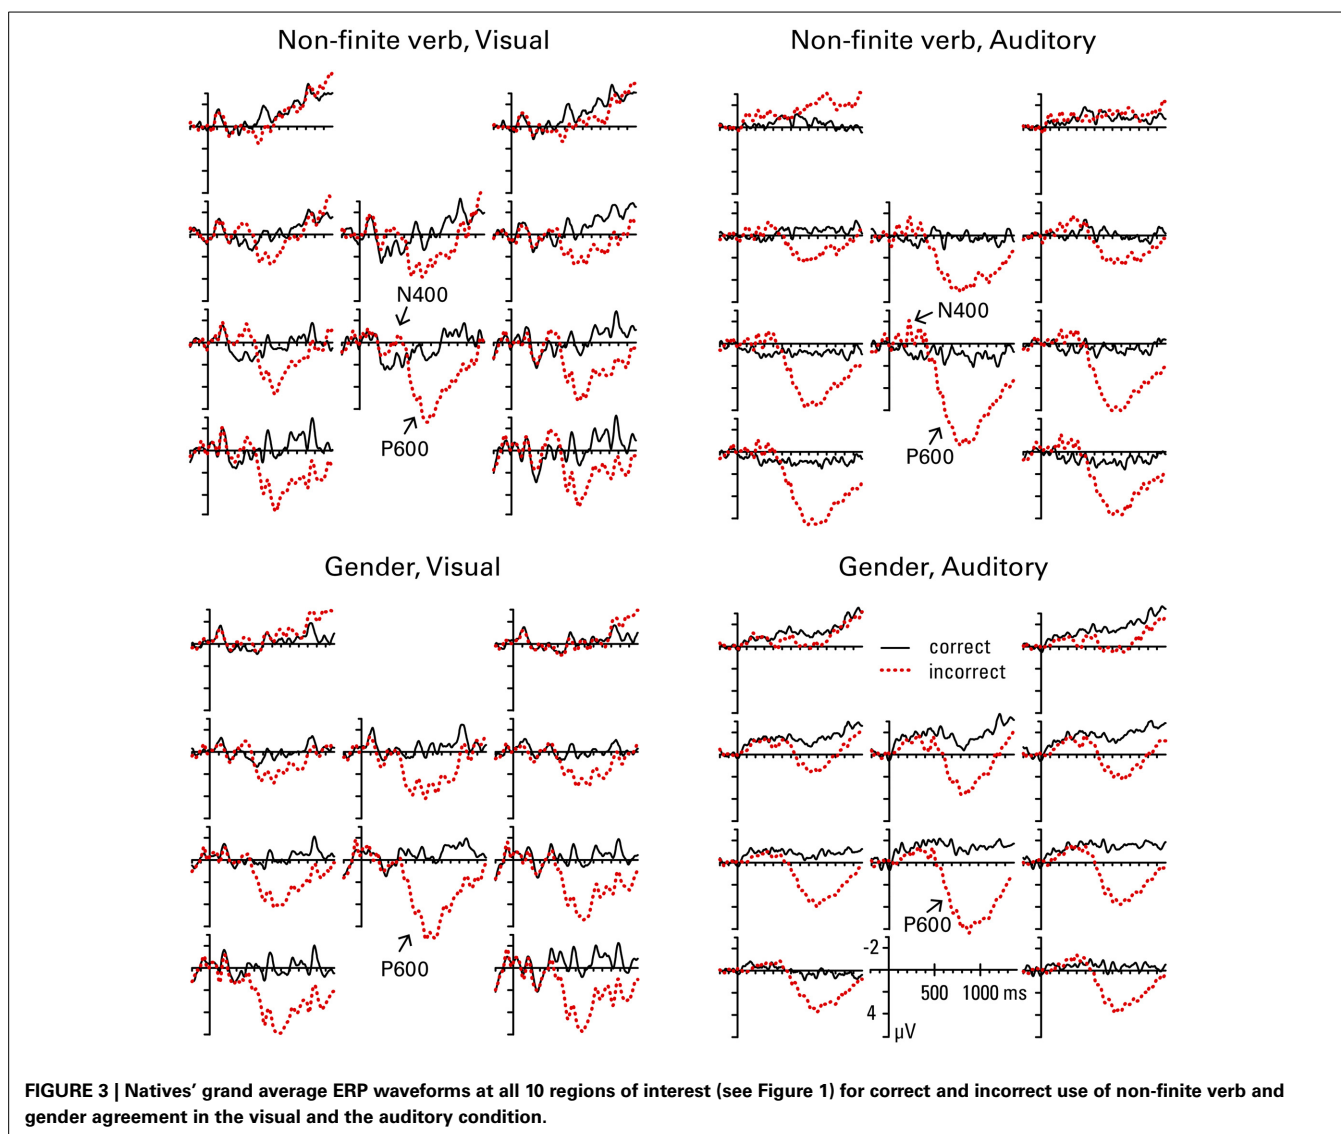 Non-finite verb, Visual
Non-finite verb, Auditory
N400
P600
N400
P600
Gender, Visual
Gender, Auditory
correct
incorrect
P600
P600
-2
500 1000 ms
4
µV
FIGURE 3 | Natives' grand average ERP waveforms at all 10 regions of interest (see Figure 1) for correct and incorrect use of non-finite verb and
gender agreement in the visual and the auditory condition.